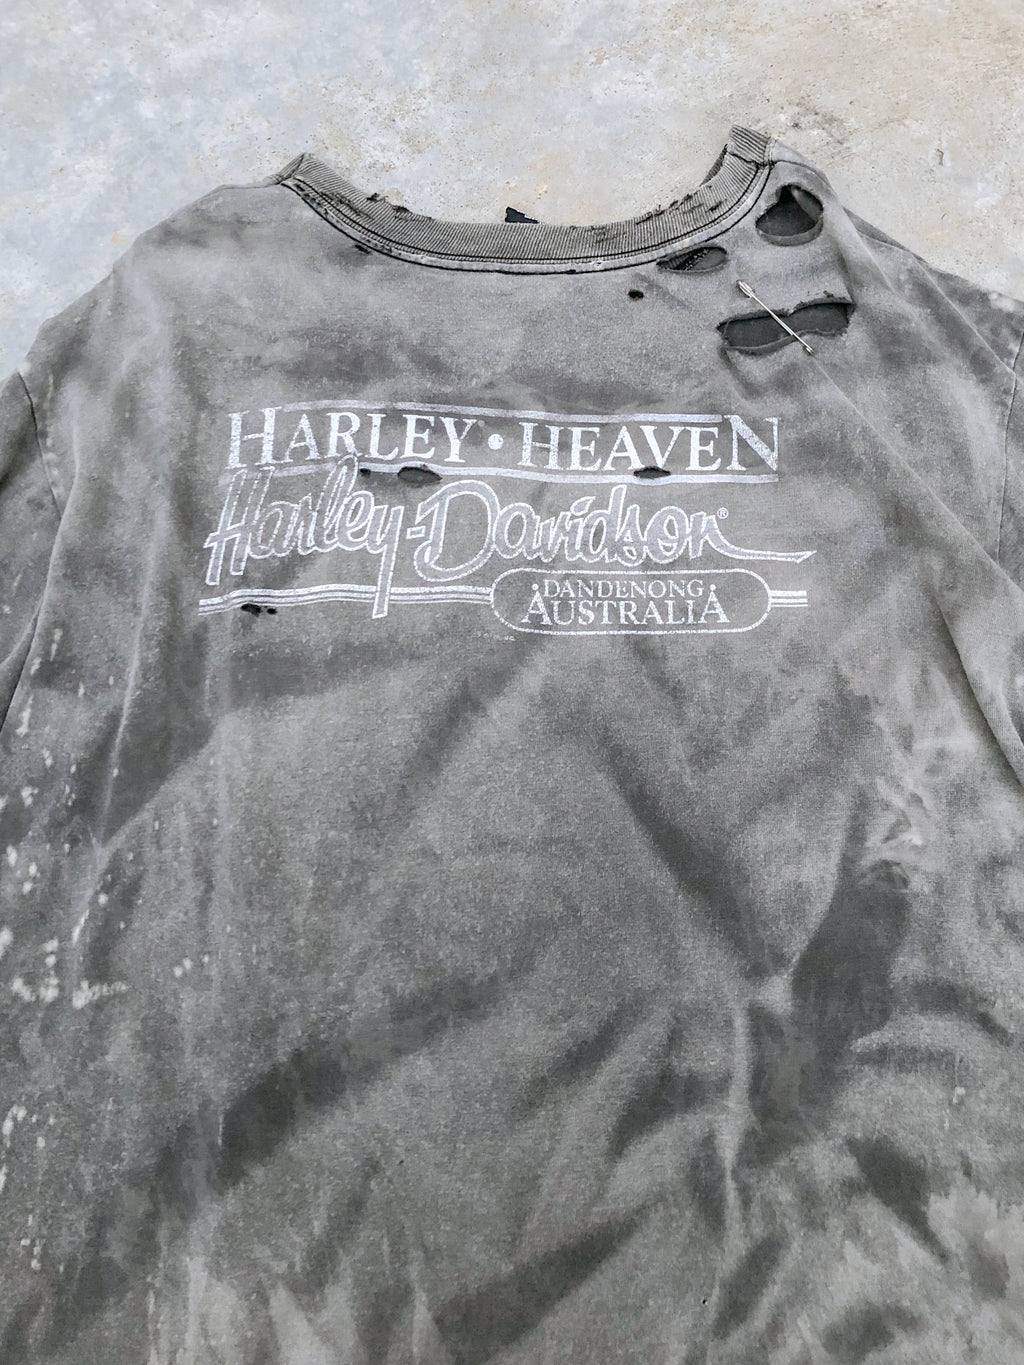 HARLEY • HEAVEN
Harley-Davidson®
DANDENONG
AUSTRALIA